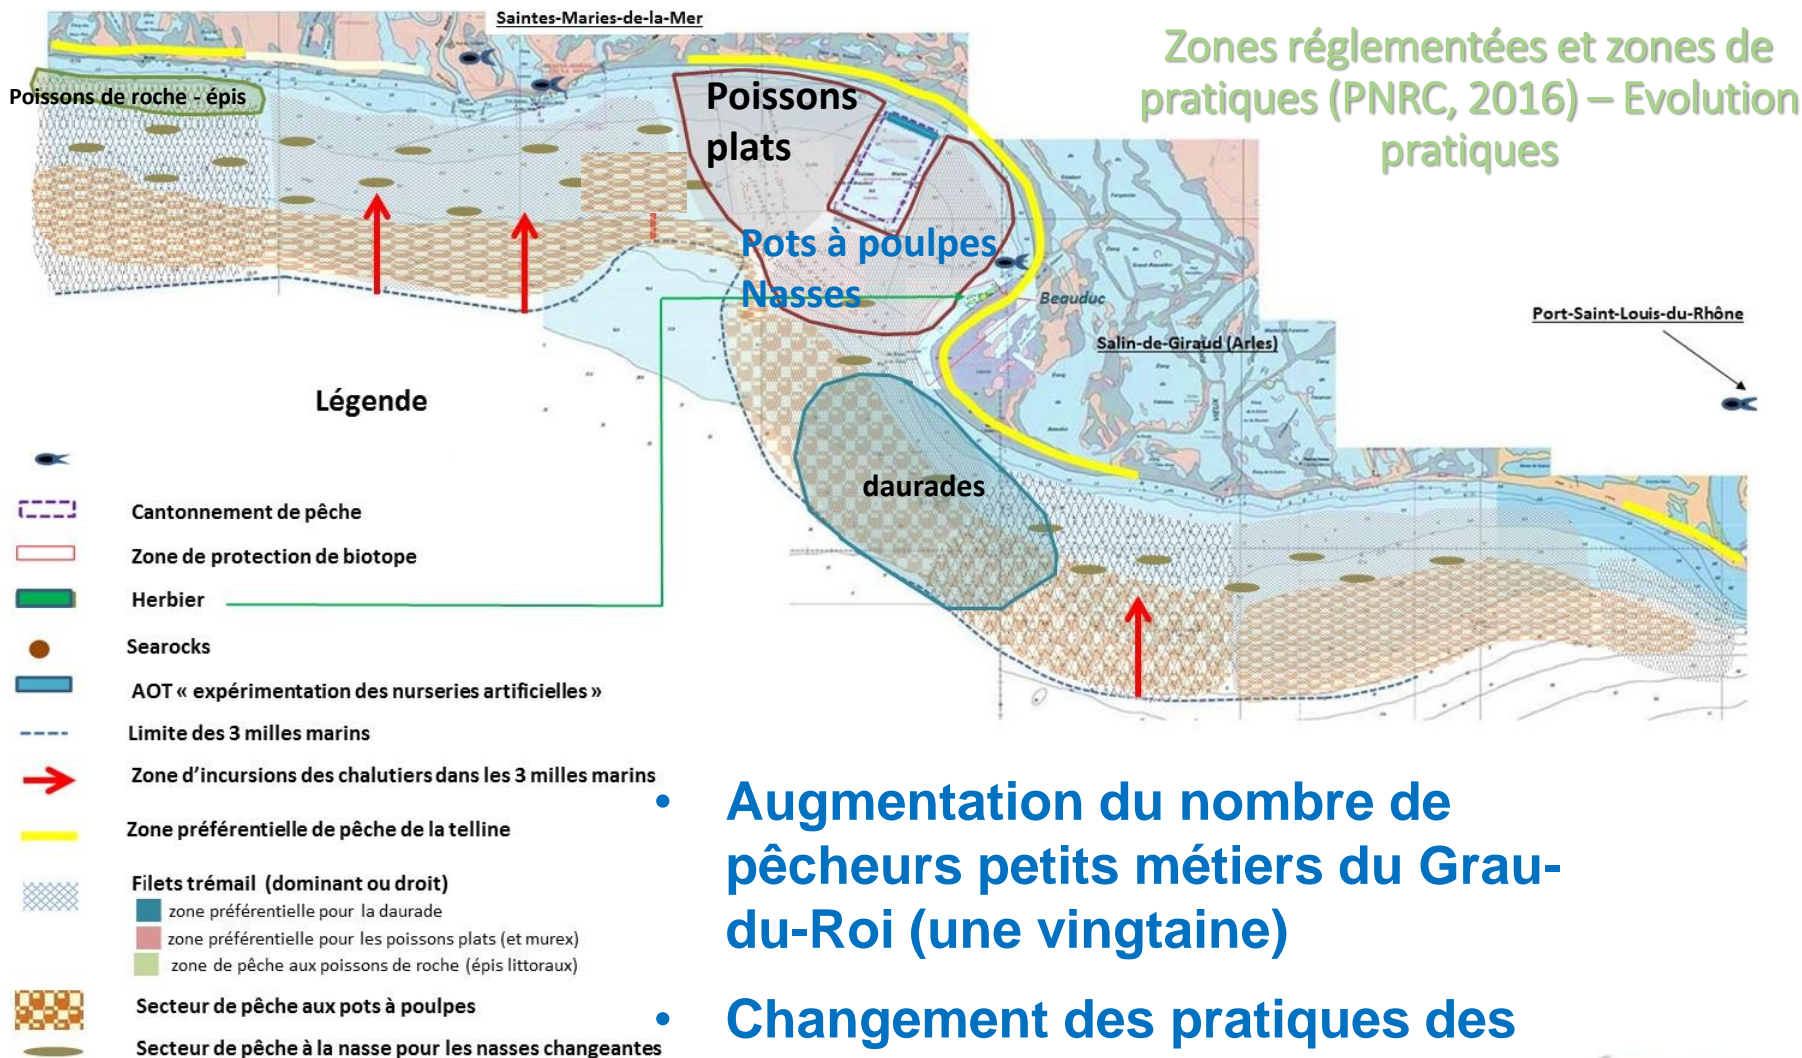 Saintes-Maries-de-la-Mer
Zones réglementées et zones de
pratiques (PNRC, 2016) – Evolution
pratiques
Poissons de roche - épis
Poissons
plats
Pots à poulpes
Nasses
Beauduc
Port-Saint-Louis-du-Rhône
Salin-de-Giraud (Arles)
daurades
Légende
Cantonnement de pêche
Zone de protection de biotope
Herbier
Searocks
AOT « expérimentation des nurseries artificielles »
Limite des 3 milles marins
Zone d'incursions des chalutiers dans les 3 milles marins
Zone préférentielle de pêche de la telline
Filets trémail (dominant ou droit)
zone préférentielle pour la daurade
zone préférentielle pour les poissons plats (et murex)
zone de pêche aux poissons de roche (épis littoraux)
Secteur de pêche aux pots à poulpes
Secteur de pêche à la nasse pour les nasses changeantes
• Augmentation du nombre de
pêcheurs petits métiers du Grau-
du-Roi (une vingtaine)
• Changement des pratiques des